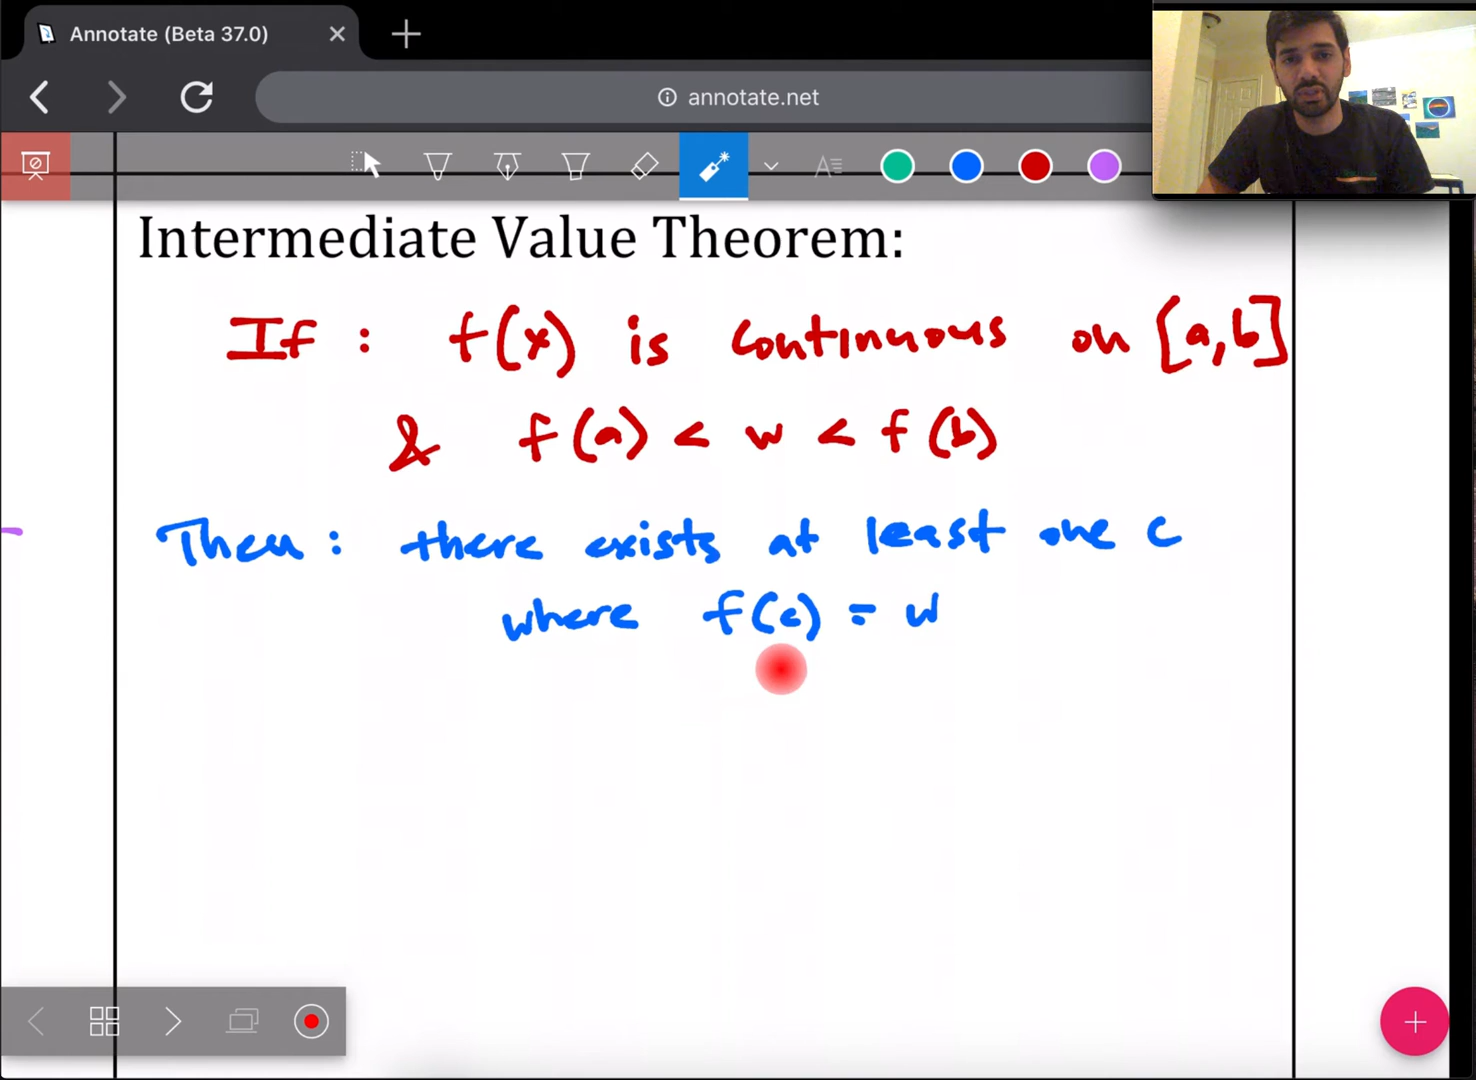 Annotate (Beta 37.0)
annotate.net
Intermediate Value Theorem:
If : f(x) is continuous on [a,b]
& f(a) < w < f(b)
Then : there exists at least one c
where f(c) = w